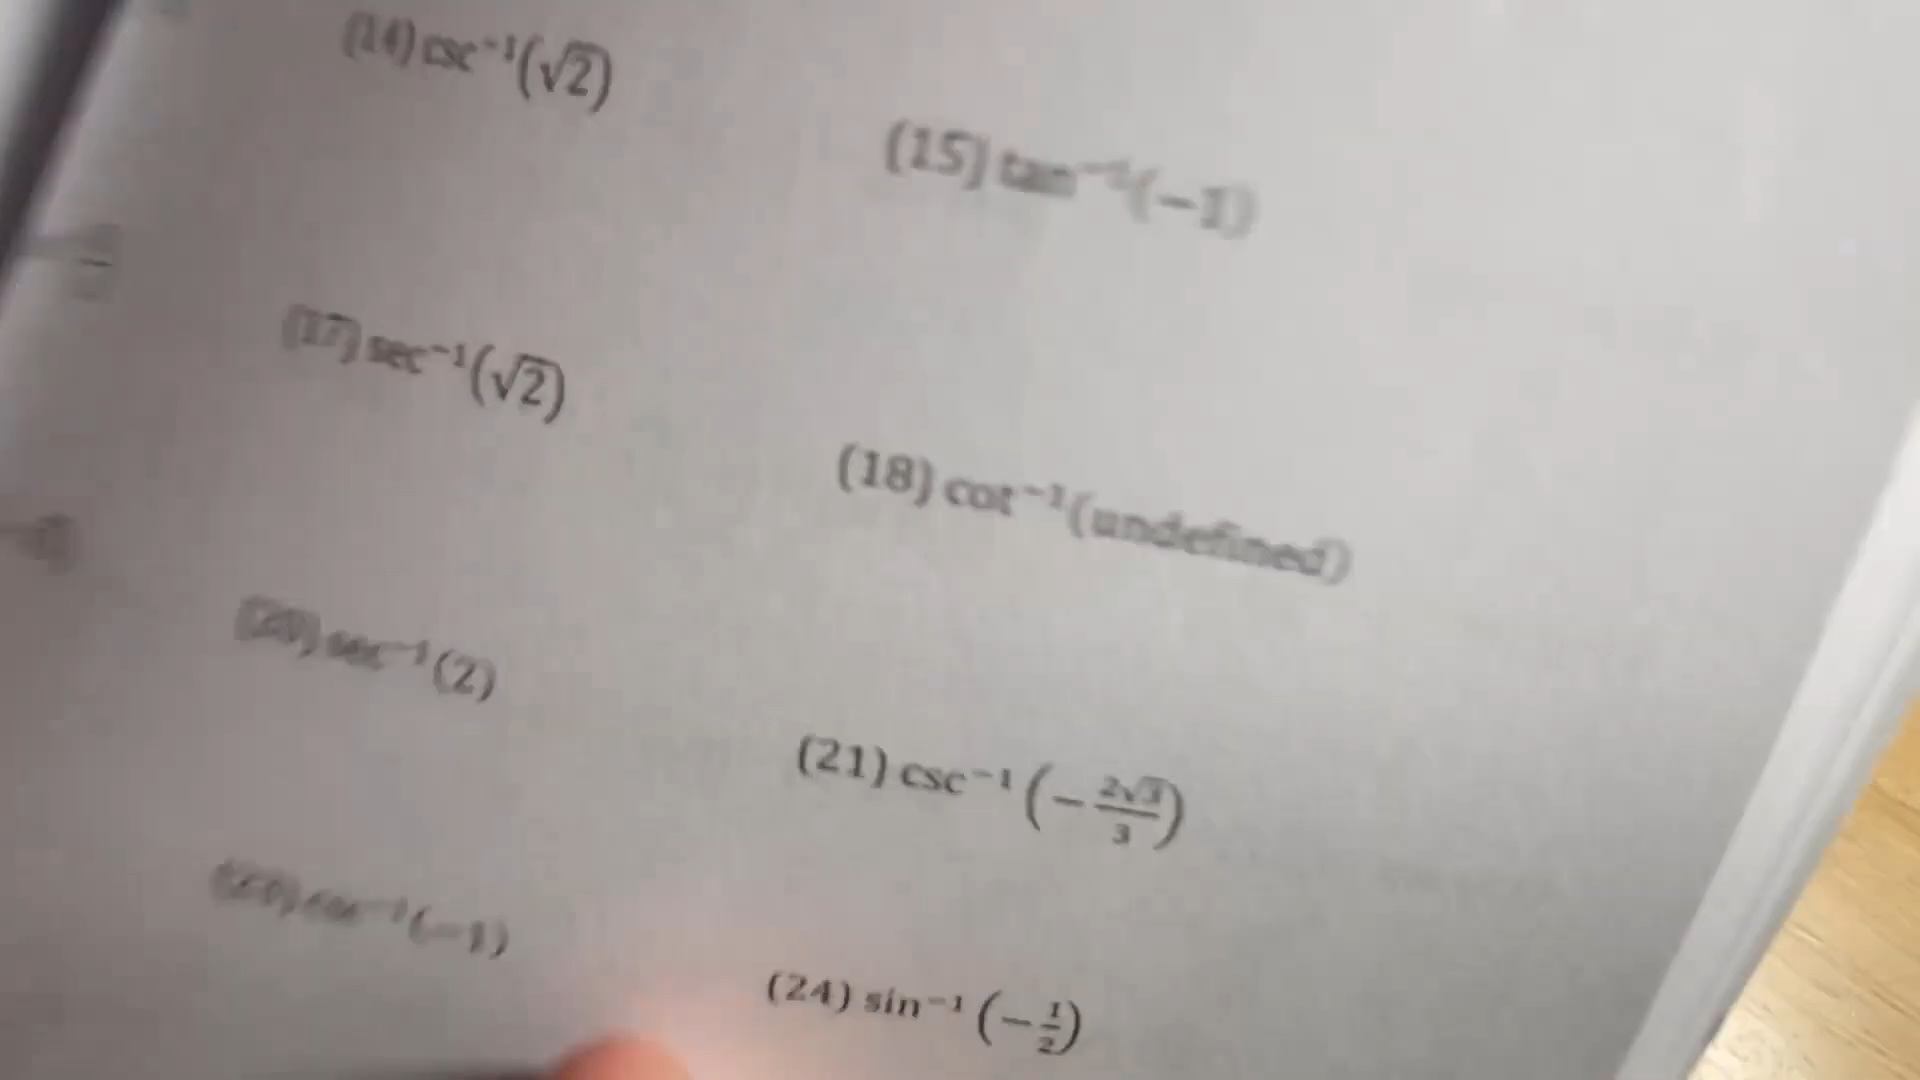 (14) csc⁻¹(√2)
(15) tan⁻¹(−1)
(17) sec⁻¹(√2)
(18) cot⁻¹(undefined)
(20) sec⁻¹(2)
(21) csc⁻¹(−2√3/3)
(−1)
(24) sin⁻¹(−1/2)